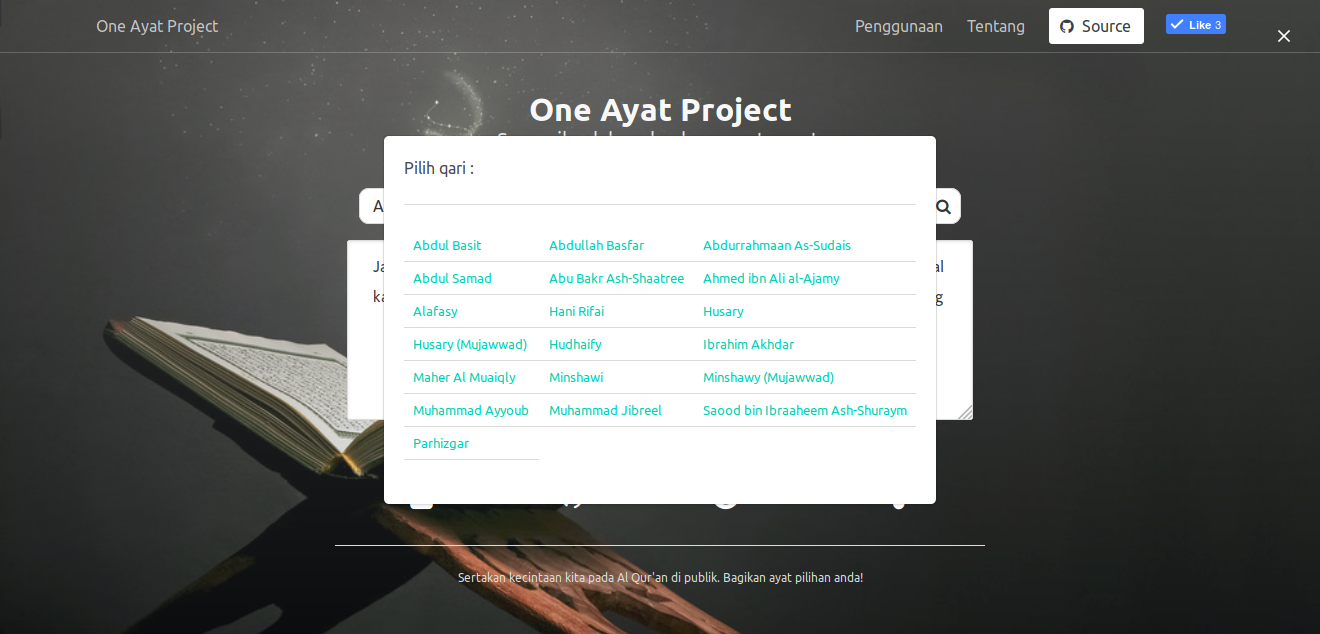 One Ayat Project Penggunaan Tentang Source Like 3
One Ayat Project
Pilih qari :
Abdul Basit Abdullah Basfar Abdurrahmaan As-Sudais
Abdul Samad Abu Bakr Ash-Shaatree Ahmed ibn Ali al-Ajamy
Alafasy Hani Rifai Husary
Husary (Mujawwad) Hudhaify Ibrahim Akhdar
Maher Al Muaiqly Minshawi Minshawy (Mujawwad)
Muhammad Ayyoub Muhammad Jibreel Saood bin Ibraaheem Ash-Shuraym
Parhizgar
Sertakan kecintaan kita pada Al Qur'an di publik. Bagikan ayat pilihan anda!